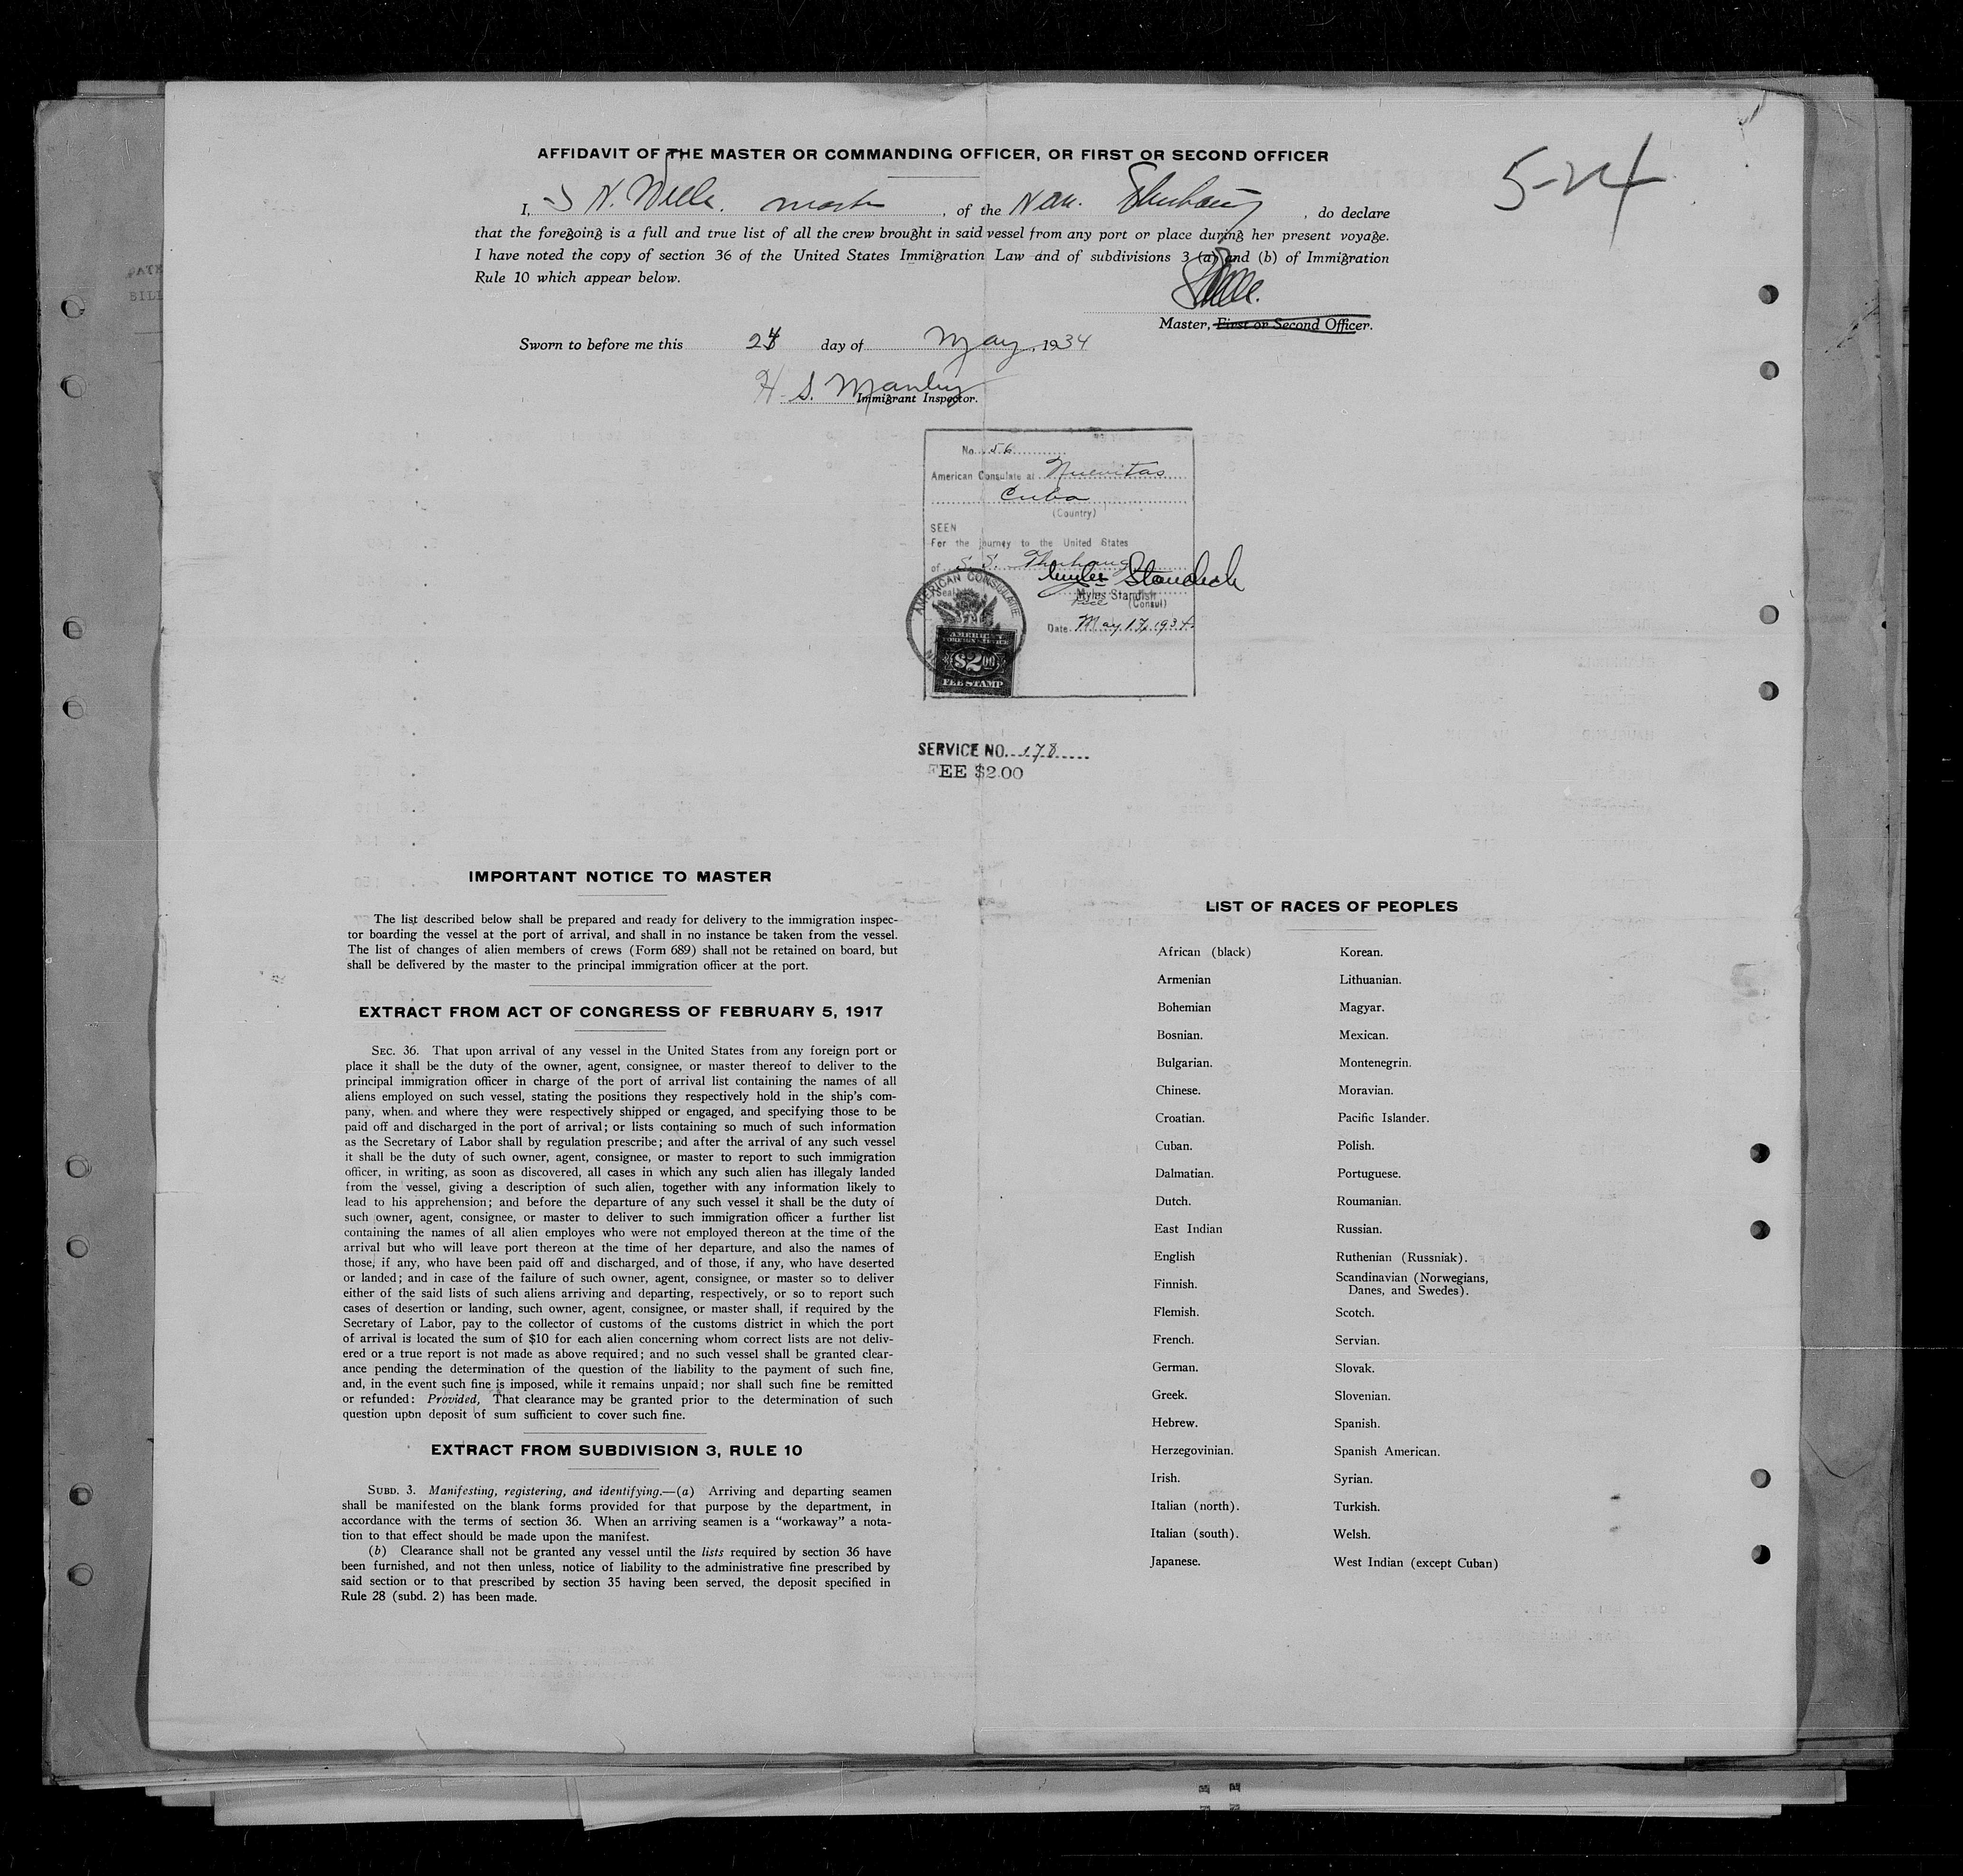 AFFIDAVIT OF THE MASTER OR COMMANDING OFFICER, OR FIRST OR SECOND OFFICER
5-24
I, N. master, of the Nor. , do declare
that the foregoing is a full and true list of all the crew brought in said vessel from any port or place during her present voyage.
I have noted the copy of section 36 of the United States Immigration Law and of subdivisions 3 (a) and (b) of Immigration
Rule 10 which appear below.
Master, First or Second Officer.
Sworn to before me this 24 day of May, 1934
H. S. Manley
Immigrant Inspector.
No. 56
American Consulate at Nuevitas
Cuba
(Country)
SEEN
For the journey to the United States
of S. S.
Myles Standish
Myles Standish
Vice (Consul)
Date May 17, 1934
AMERICAN CONSULATE
(Seal)
AMERICAN
FOREIGN SERVICE
$2.00
FEE STAMP
SERVICE NO. 178
FEE $2.00
IMPORTANT NOTICE TO MASTER
The list described below shall be prepared and ready for delivery to the immigration inspec-
tor boarding the vessel at the port of arrival, and shall in no instance be taken from the vessel.
The list of changes of alien members of crews (Form 689) shall not be retained on board, but
shall be delivered by the master to the principal immigration officer at the port.
EXTRACT FROM ACT OF CONGRESS OF FEBRUARY 5, 1917
SEC. 36. That upon arrival of any vessel in the United States from any foreign port or
place it shall be the duty of the owner, agent, consignee, or master thereof to deliver to the
principal immigration officer in charge of the port of arrival list containing the names of all
aliens employed on such vessel, stating the positions they respectively hold in the ship's com-
pany, when and where they were respectively shipped or engaged, and specifying those to be
paid off and discharged in the port of arrival; or lists containing so much of such information
as the Secretary of Labor shall by regulation prescribe; and after the arrival of any such vessel
it shall be the duty of such owner, agent, consignee, or master to report to such immigration
officer, in writing, as soon as discovered, all cases in which any such alien has illegaly landed
from the vessel, giving a description of such alien, together with any information likely to
lead to his apprehension; and before the departure of any such vessel it shall be the duty of
such owner, agent, consignee, or master to deliver to such immigration officer a further list
containing the names of all alien employes who were not employed thereon at the time of the
arrival but who will leave port thereon at the time of her departure, and also the names of
those, if any, who have been paid off and discharged, and of those, if any, who have deserted
or landed; and in case of the failure of such owner, agent, consignee, or master so to deliver
either of the said lists of such aliens arriving and departing, respectively, or so to report such
cases of desertion or landing, such owner, agent, consignee, or master shall, if required by the
Secretary of Labor, pay to the collector of customs of the customs district in which the port
of arrival is located the sum of $10 for each alien concerning whom correct lists are not deliv-
ered or a true report is not made as above required; and no such vessel shall be granted clear-
ance pending the determination of the question of the liability to the payment of such fine,
and, in the event such fine is imposed, while it remains unpaid; nor shall such fine be remitted
or refunded: Provided, That clearance may be granted prior to the determination of such
question upon deposit of sum sufficient to cover such fine.
EXTRACT FROM SUBDIVISION 3, RULE 10
SUBD. 3. Manifesting, registering, and identifying.—(a) Arriving and departing seamen
shall be manifested on the blank forms provided for that purpose by the department, in
accordance with the terms of section 36. When an arriving seamen is a "workaway" a nota-
tion to that effect should be made upon the manifest.
(b) Clearance shall not be granted any vessel until the lists required by section 36 have
been furnished, and not then unless, notice of liability to the administrative fine prescribed by
said section or to that prescribed by section 35 having been served, the deposit specified in
Rule 28 (subd. 2) has been made.
LIST OF RACES OF PEOPLES
African (black)
Armenian
Bohemian
Bosnian.
Bulgarian.
Chinese.
Croatian.
Cuban.
Dalmatian.
Dutch.
East Indian
English
Finnish.
Flemish.
French.
German.
Greek.
Hebrew.
Herzegovinian.
Irish.
Italian (north).
Italian (south).
Japanese.
Korean.
Lithuanian.
Magyar.
Mexican.
Montenegrin.
Moravian.
Pacific Islander.
Polish.
Portuguese.
Roumanian.
Russian.
Ruthenian (Russniak).
Scandinavian (Norwegians,
Danes, and Swedes).
Scotch.
Servian.
Slovak.
Slovenian.
Spanish.
Spanish American.
Syrian.
Turkish.
Welsh.
West Indian (except Cuban)